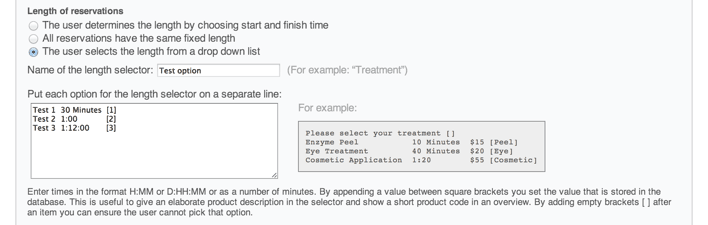 Length of reservations
The user determines the length by choosing start and finish time
All reservations have the same fixed length
The user selects the length from a drop down list
Name of the length selector: Test option (For example: “Treatment”)
Put each option for the length selector on a separate line:
Test 1 30 Minutes [1]
Test 2 1:00 [2]
Test 3 1:12:00 [3]
For example:
Please select your treatment []
Enzyme Peel 10 Minutes $15 [Peel]
Eye Treatment 40 Minutes $20 [Eye]
Cosmetic Application 1:20 $55 [Cosmetic]
Enter times in the format H:MM or D:HH:MM or as a number of minutes. By appending a value between square brackets you set the value that is stored in the
database. This is useful to give an elaborate product description in the selector and show a short product code in an overview. By adding empty brackets [ ] after
an item you can ensure the user cannot pick that option.